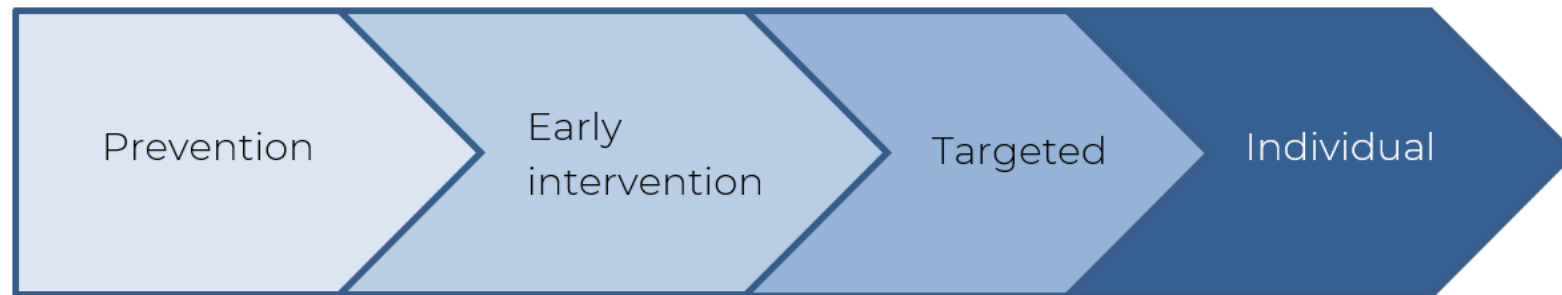 Prevention
Early
intervention
Targeted
Individual